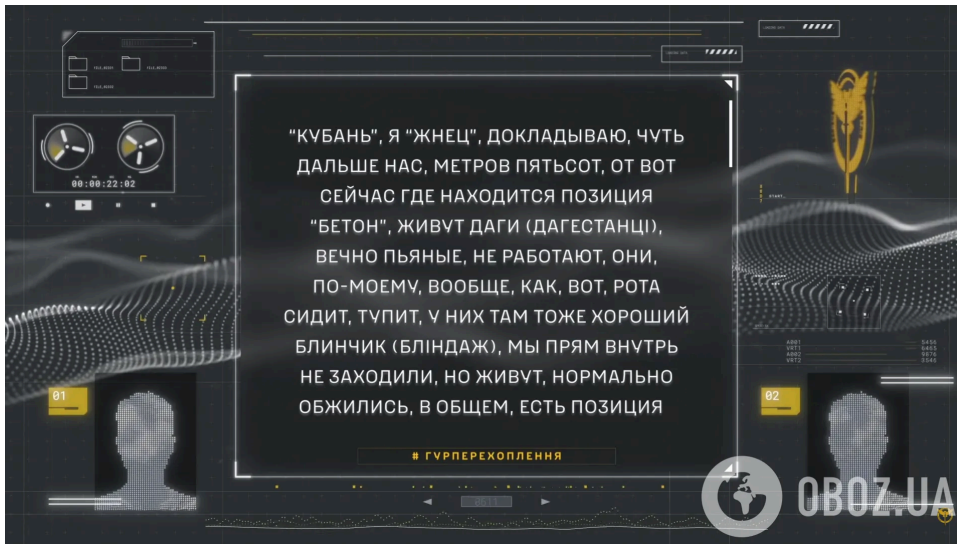 00:00:22:02
"КУБАНЬ", Я "ЖНЕЦ", ДОКЛАДЫВАЮ, ЧУТЬ
ДАЛЬШЕ НАС, МЕТРОВ ПЯТЬСОТ, ОТ ВОТ
СЕЙЧАС ГДЕ НАХОДИТСЯ ПОЗИЦИЯ
"БЕТОН", ЖИВУТ ДАГИ (ДАГЕСТАНЦІ),
ВЕЧНО ПЬЯНЫЕ, НЕ РАБОТАЮТ, ОНИ,
ПО-МОЕМУ, ВООБЩЕ, КАК, ВОТ, РОТА
СИДИТ, ТУПИТ, У НИХ ТАМ ТОЖЕ ХОРОШИЙ
БЛИНЧИК (БЛІНДАЖ), МЫ ПРЯМ ВНУТРЬ
НЕ ЗАХОДИЛИ, НО ЖИВУТ, НОРМАЛЬНО
ОБЖИЛИСЬ, В ОБЩЕМ, ЕСТЬ ПОЗИЦИЯ
# ГУРПЕРЕХОПЛЕННЯ
01
02
OBOZ.UA